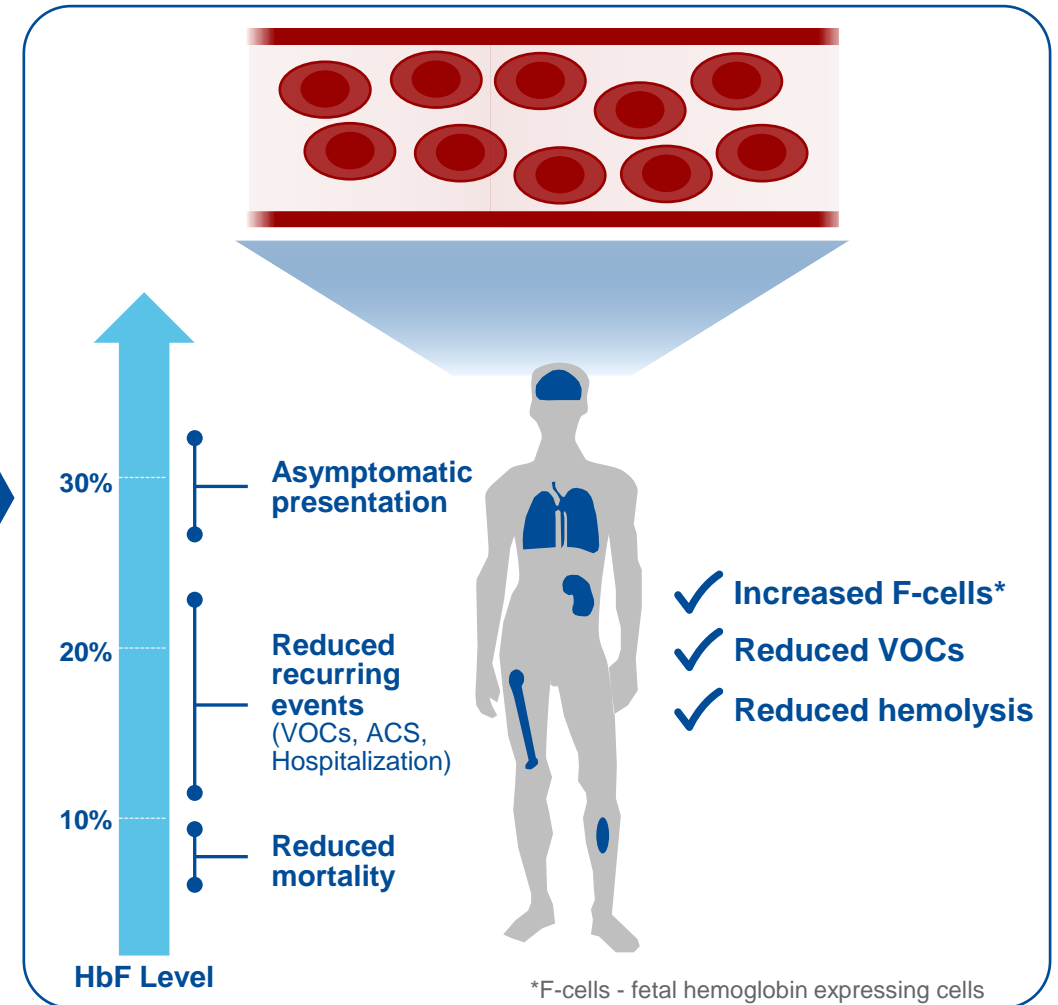 30%
Asymptomatic
presentation
20%
Reduced
recurring
events
(VOCs, ACS,
Hospitalization)
10%
Reduced
mortality
HbF Level
Increased F-cells*
Reduced VOCs
Reduced hemolysis
*F-cells - fetal hemoglobin expressing cells